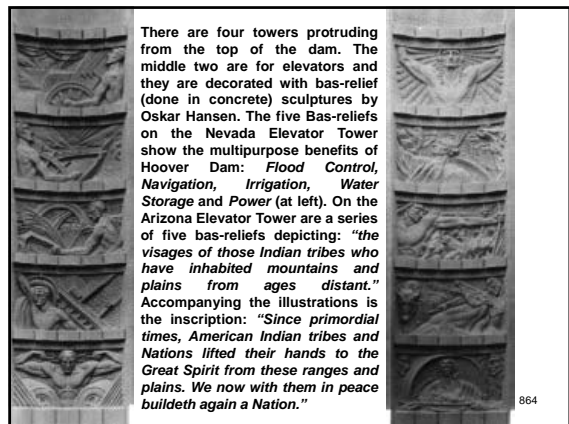 There are four towers protruding
from the top of the dam. The
middle two are for elevators and
they are decorated with bas-relief
(done in concrete) sculptures by
Oskar Hansen. The five Bas-reliefs
on the Nevada Elevator Tower
show the multipurpose benefits of
Hoover Dam: Flood Control,
Navigation, Irrigation, Water
Storage and Power (at left). On the
Arizona Elevator Tower are a series
of five bas-reliefs depicting: “the
visages of those Indian tribes who
have inhabited mountains and
plains from ages distant.”
Accompanying the illustrations is
the inscription: “Since primordial
times, American Indian tribes and
Nations lifted their hands to the
Great Spirit from these ranges and
plains. We now with them in peace
buildeth again a Nation.”
864